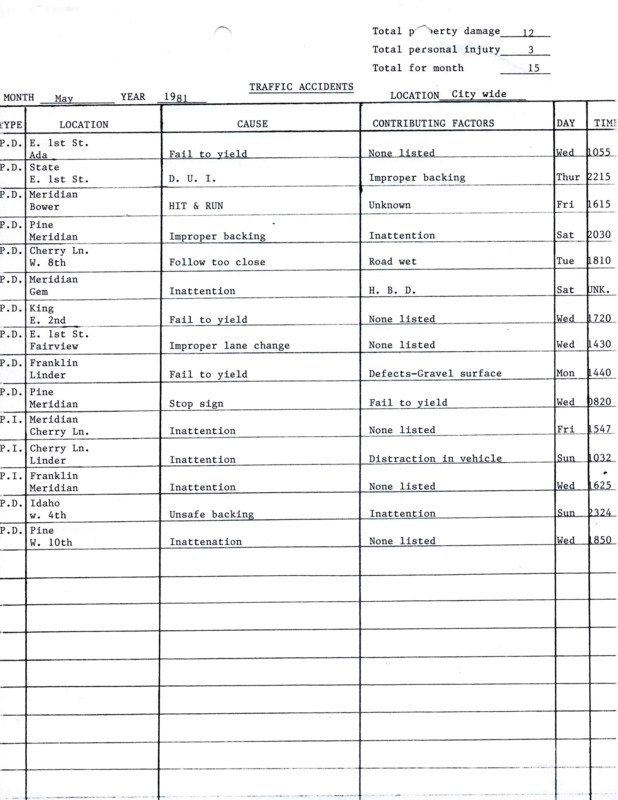 Total property damage 12
Total personal injury 3
Total for month 15
TRAFFIC ACCIDENTS
MONTH May YEAR 1981 LOCATION City wide
TYPE LOCATION CAUSE CONTRIBUTING FACTORS DAY TIME
P.D. E. 1st St.
Ada Fail to yield None listed Wed 1055
P.D. State
E. 1st St. D. U. I. Improper backing Thur 2215
P.D. Meridian
Bower HIT & RUN Unknown Fri 1615
P.D. Pine
Meridian Improper backing Inattention Sat 2030
P.D. Cherry Ln.
W. 8th Follow too close Road wet Tue 1810
P.D. Meridian
Gem Inattention H. B. D. Sat UNK.
P.D. King
E. 2nd Fail to yield None listed Wed 1720
P.D. E. 1st St.
Fairview Improper lane change None listed Wed 1430
P.D. Franklin
Linder Fail to yield Defects-Gravel surface Mon 1440
P.D. Pine
Meridian Stop sign Fail to yield Wed 0820
P.I. Meridian
Cherry Ln. Inattention None listed Fri 1547
P.I. Cherry Ln.
Linder Inattention Distraction in vehicle Sun 1032
P.I. Franklin
Meridian Inattention None listed Wed 1625
P.D. Idaho
w. 4th Unsafe backing Inattention Sun 2324
P.D. Pine
W. 10th Inattenation None listed Wed 1850